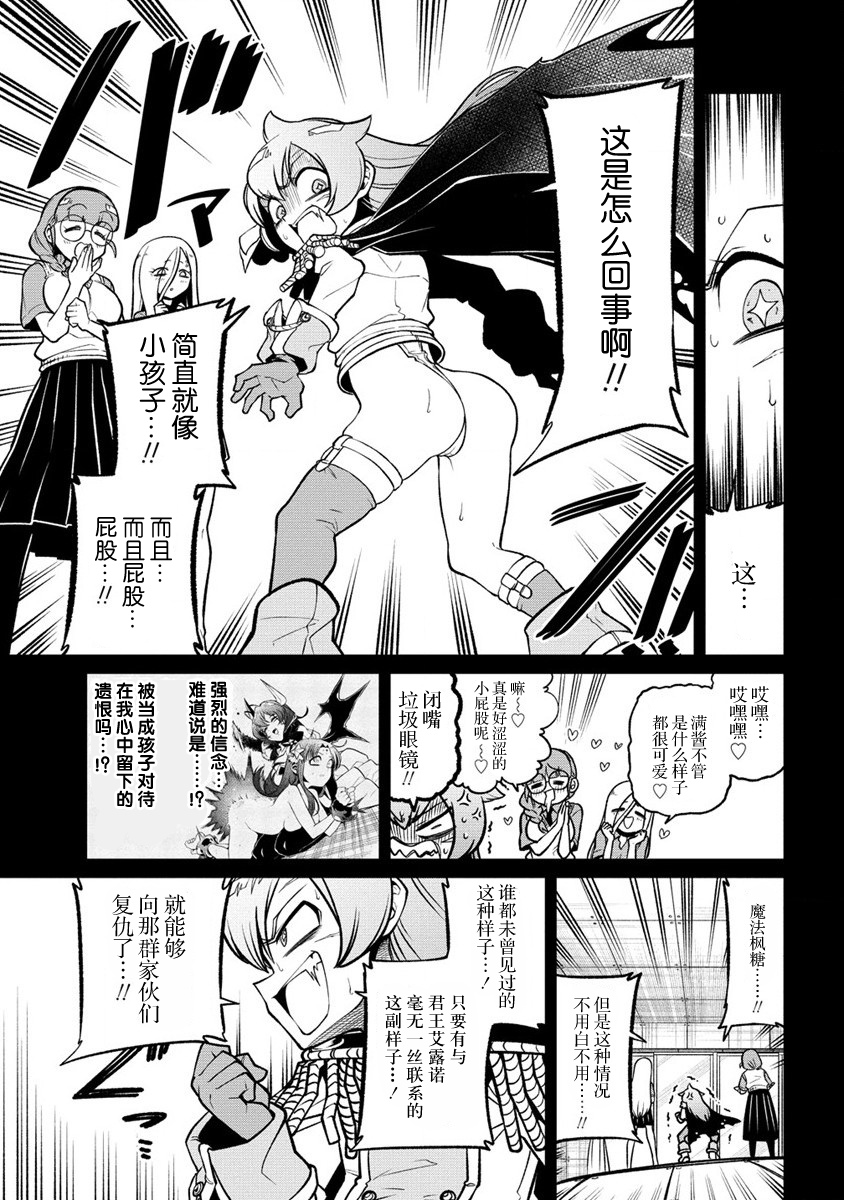 这…
这是怎么回事啊!!
简直就像
小孩子…!!
而且…
而且屁股…
屁股…!!
哎嘿…
哎嘿嘿♡
满酱不管
是什么样子
都很可爱♡
嘛~♡
真是好涩涩的
小屁股呢~♡
闭嘴
垃圾眼镜!!
强烈的信念…
难道说是……!?
被当成孩子对待
在我心中留下的
遗恨吗…!?
魔法枫糖……!!
但是这种情况
不用白不用……!!
谁都未曾见过的
这种样子…!!
只要有与
君王艾露诺
毫无一丝联系的
这副样子…!
就能够
向那群家伙们
复仇了…!!